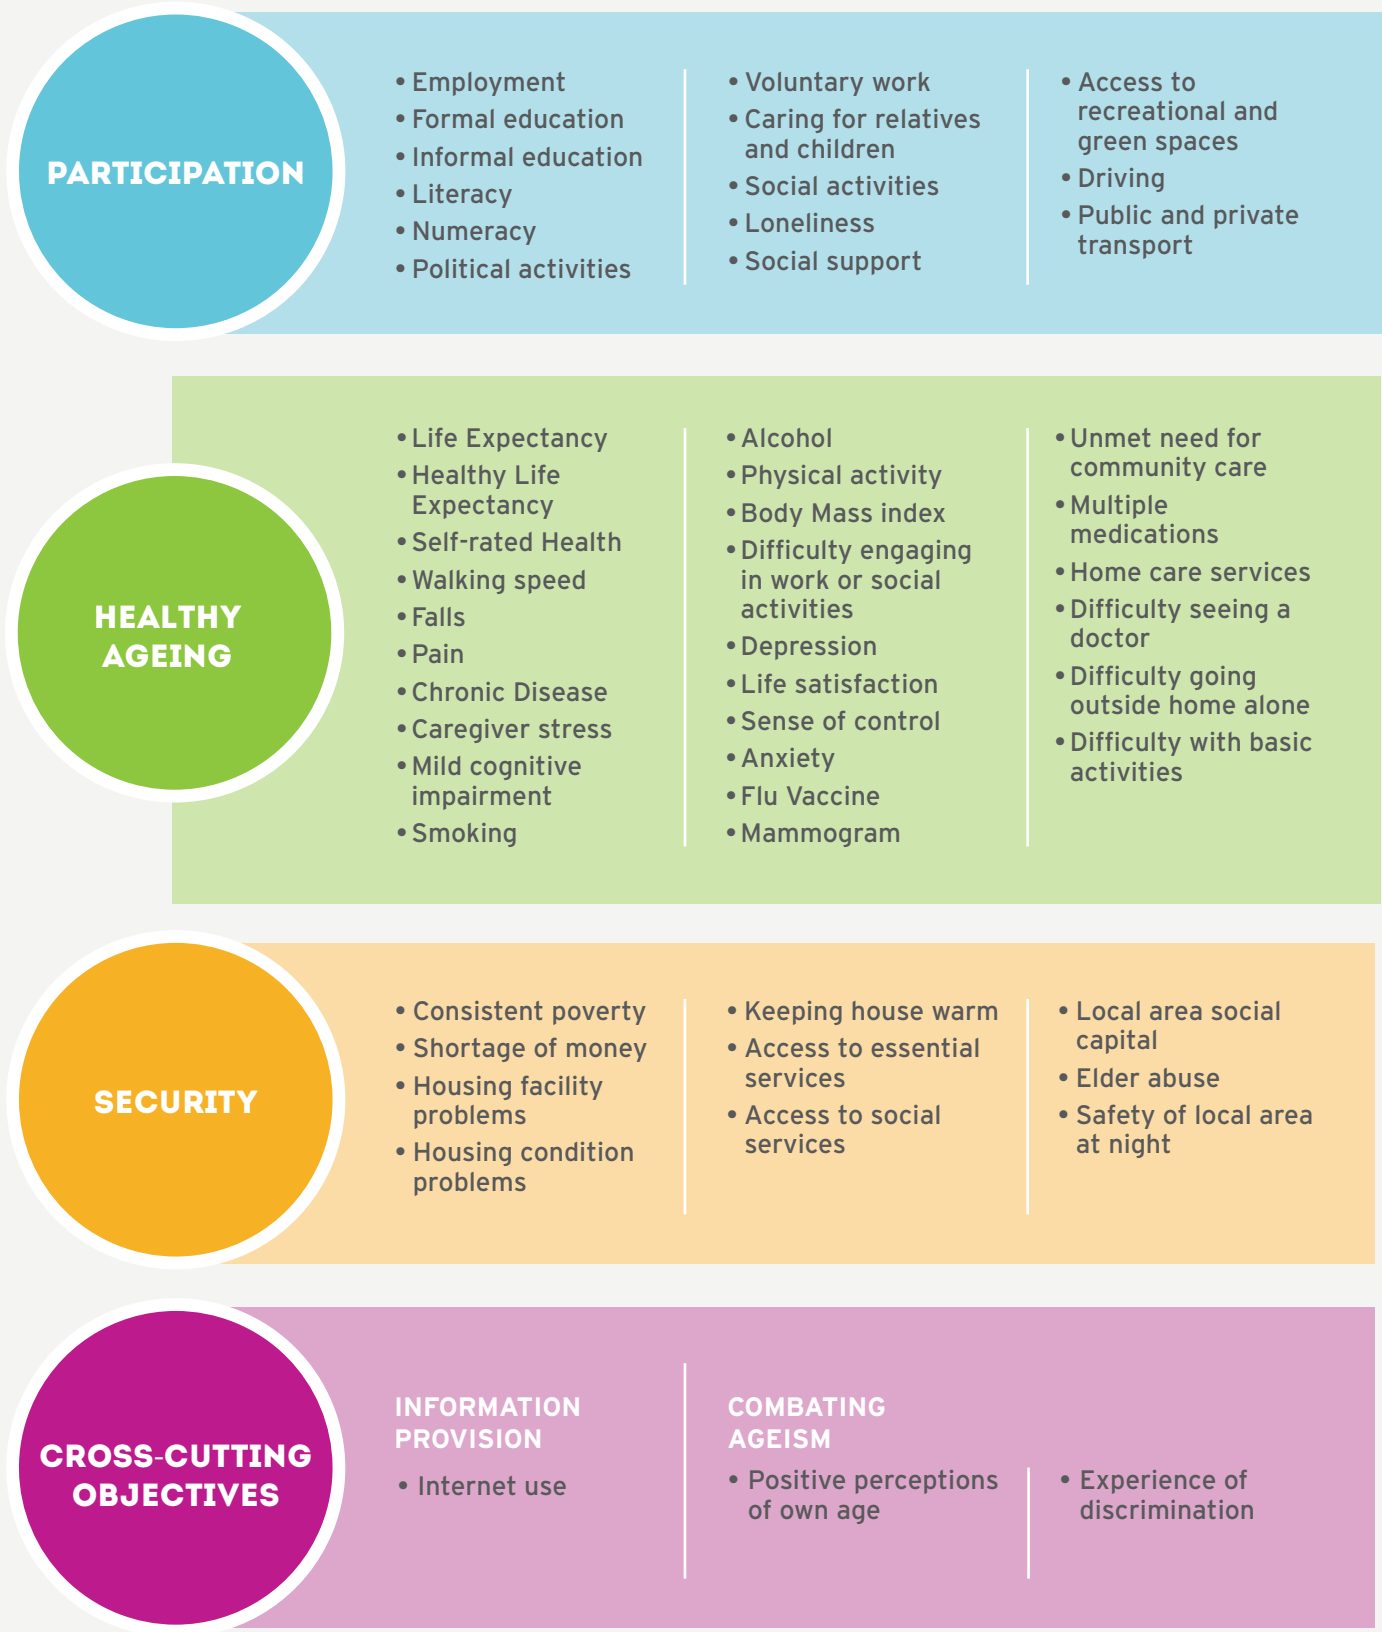 PARTICIPATION
• Employment
• Formal education
• Informal education
• Literacy
• Numeracy
• Political activities
• Voluntary work
• Caring for relatives
and children
• Social activities
• Loneliness
• Social support
• Access to
recreational and
green spaces
• Driving
• Public and private
transport
HEALTHY
AGEING
• Life Expectancy
• Healthy Life
Expectancy
• Self-rated Health
• Walking speed
• Falls
• Pain
• Chronic Disease
• Caregiver stress
• Mild cognitive
impairment
• Smoking
• Alcohol
• Physical activity
• Body Mass index
• Difficulty engaging
in work or social
activities
• Depression
• Life satisfaction
• Sense of control
• Anxiety
• Flu Vaccine
• Mammogram
• Unmet need for
community care
• Multiple
medications
• Home care services
• Difficulty seeing a
doctor
• Difficulty going
outside home alone
• Difficulty with basic
activities
SECURITY
• Consistent poverty
• Shortage of money
• Housing facility
problems
• Housing condition
problems
• Keeping house warm
• Access to essential
services
• Access to social
services
• Local area social
capital
• Elder abuse
• Safety of local area
at night
CROSS-CUTTING
OBJECTIVES
INFORMATION
PROVISION
• Internet use
COMBATING
AGEISM
• Positive perceptions
of own age
• Experience of
discrimination